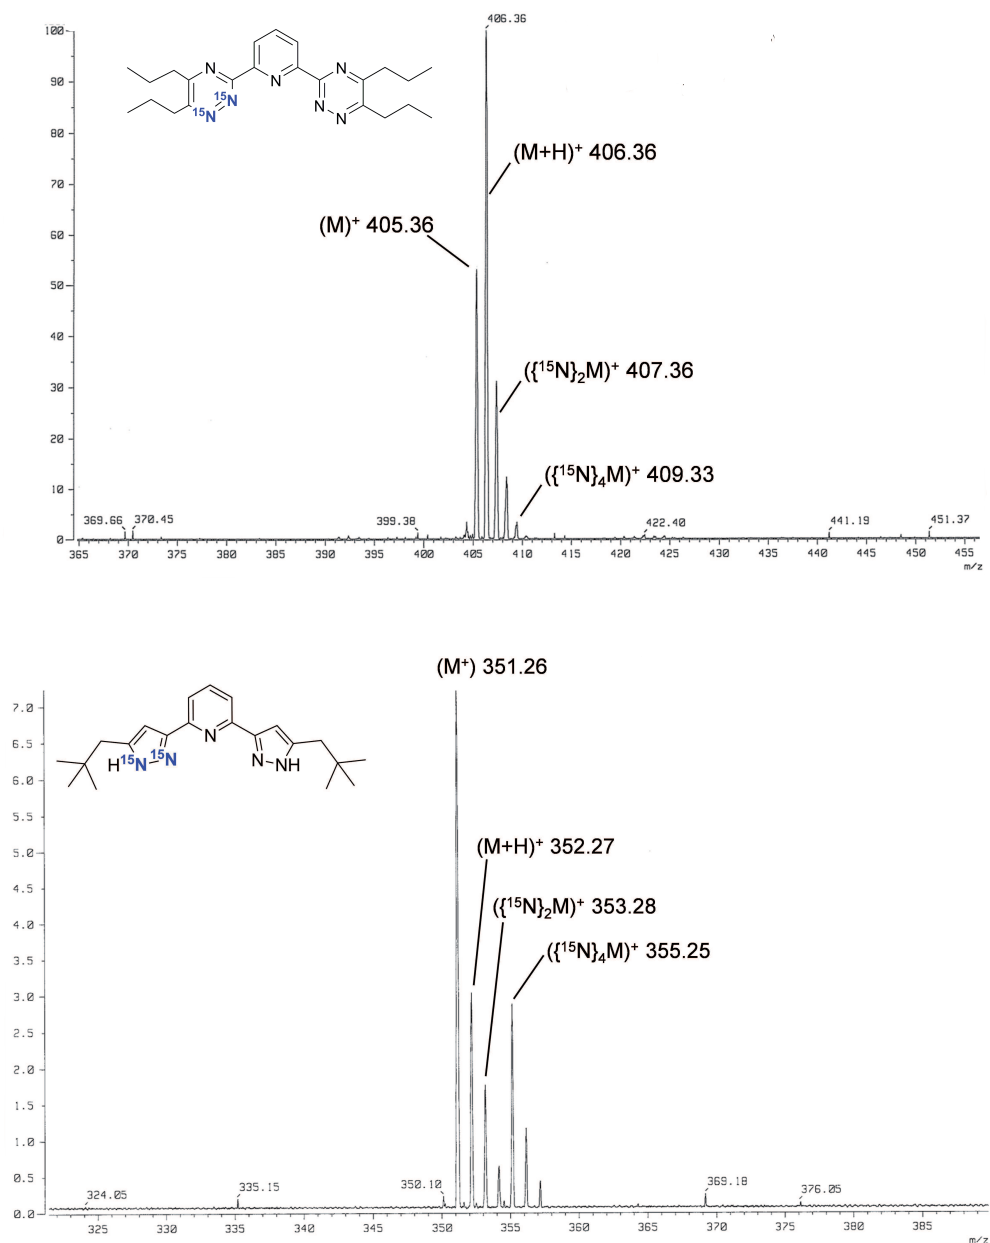 406.36
100
90
80
70
60
50
40
30
20
10
0
N
N
15N
N
15N
N
N
N
(M+H)+ 406.36
(M)+ 405.36
({15N}2M)+ 407.36
({15N}4M)+ 409.33
369.66 370.45
399.38
422.40
441.19
451.37
365 370 375 380 385 390 395 400 405 410 415 420 425 430 435 440 445 450 455
m/z
(M+) 351.26
7.0
6.5
6.0
5.5
5.0
4.5
4.0
3.5
3.0
2.5
2.0
1.5
1.0
0.5
0.0
N
H15N 15N
N NH
(M+H)+ 352.27
({15N}2M)+ 353.28
({15N}4M)+ 355.25
324.05
335.15
350.10
369.18
376.05
325 330 335 340 345 350 355 360 365 370 375 380 385
m/z